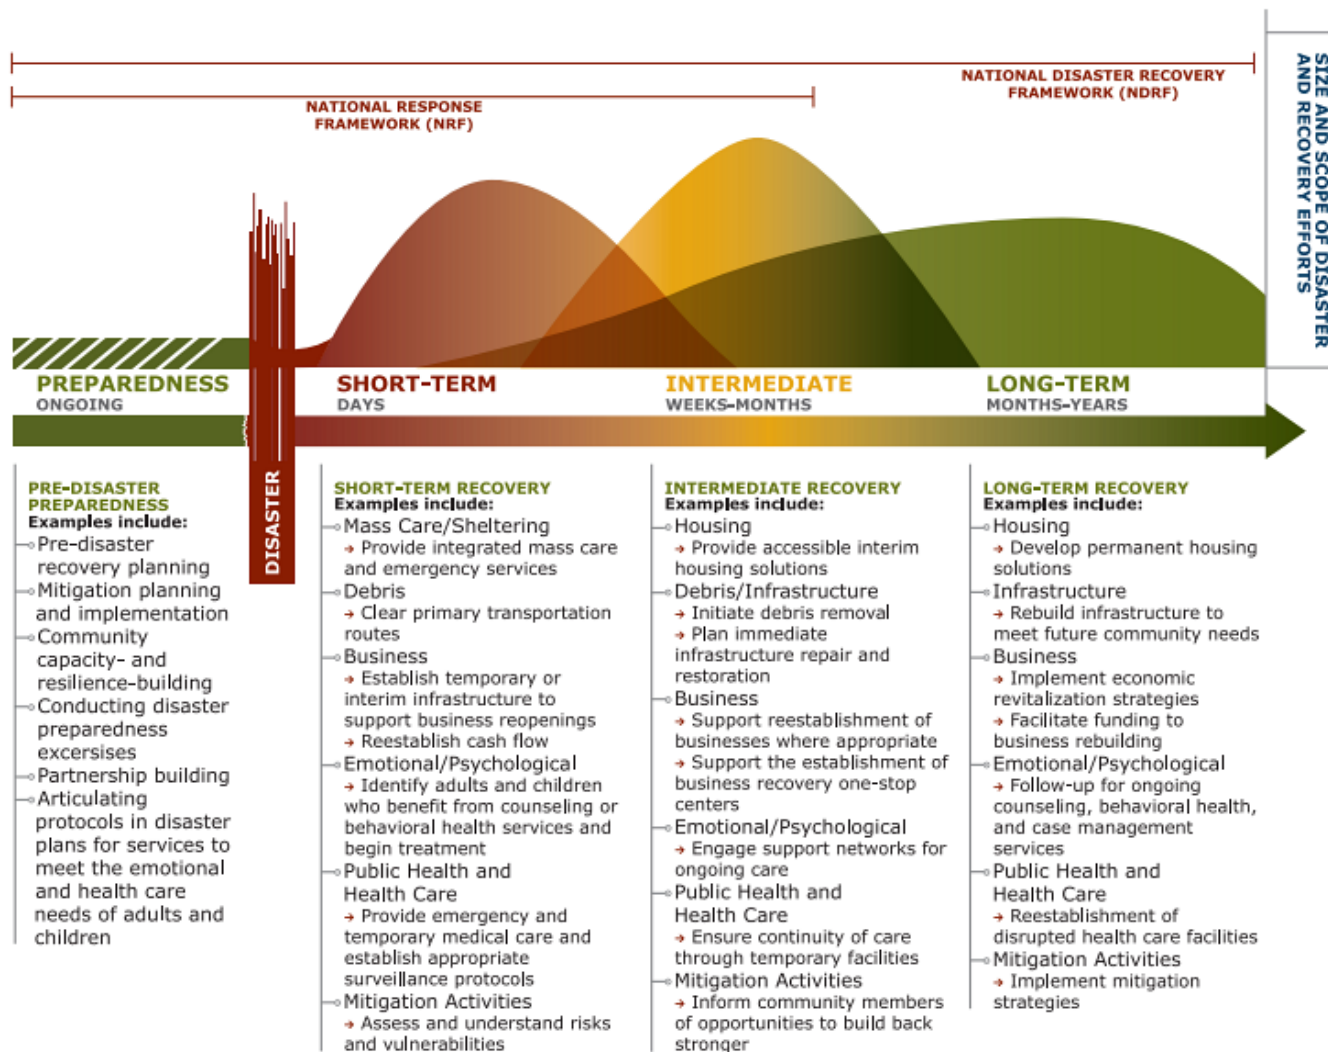 NATIONAL DISASTER RECOVERY
FRAMEWORK (NDRF)
NATIONAL RESPONSE
FRAMEWORK (NRF)
SIZE AND SCOPE OF DISASTER
AND RECOVERY EFFORTS
PREPAREDNESS
ONGOING
SHORT-TERM
DAYS
INTERMEDIATE
WEEKS-MONTHS
LONG-TERM
MONTHS-YEARS
DISASTER
PRE-DISASTER
PREPAREDNESS
Examples include:
Pre-disaster
recovery planning
Mitigation planning
and implementation
Community
capacity- and
resilience-building
Conducting disaster
preparedness
excersises
Partnership building
Articulating
protocols in disaster
plans for services to
meet the emotional
and health care
needs of adults and
children
SHORT-TERM RECOVERY
Examples include:
Mass Care/Sheltering
→ Provide integrated mass care
and emergency services
Debris
→ Clear primary transportation
routes
Business
→ Establish temporary or
interim infrastructure to
support business reopenings
→ Reestablish cash flow
Emotional/Psychological
→ Identify adults and children
who benefit from counseling or
behavioral health services and
begin treatment
Public Health and
Health Care
→ Provide emergency and
temporary medical care and
establish appropriate
surveillance protocols
Mitigation Activities
→ Assess and understand risks
and vulnerabilities
INTERMEDIATE RECOVERY
Examples include:
Housing
→ Provide accessible interim
housing solutions
Debris/Infrastructure
→ Initiate debris removal
→ Plan immediate
infrastructure repair and
restoration
Business
→ Support reestablishment of
businesses where appropriate
→ Support the establishment of
business recovery one-stop
centers
Emotional/Psychological
→ Engage support networks for
ongoing care
Public Health and
Health Care
→ Ensure continuity of care
through temporary facilities
Mitigation Activities
→ Inform community members
of opportunities to build back
stronger
LONG-TERM RECOVERY
Examples include:
Housing
→ Develop permanent housing
solutions
Infrastructure
→ Rebuild infrastructure to
meet future community needs
Business
→ Implement economic
revitalization strategies
→ Facilitate funding to
business rebuilding
Emotional/Psychological
→ Follow-up for ongoing
counseling, behavioral health,
and case management
services
Public Health and
Health Care
→ Reestablishment of
disrupted health care facilities
Mitigation Activities
→ Implement mitigation
strategies